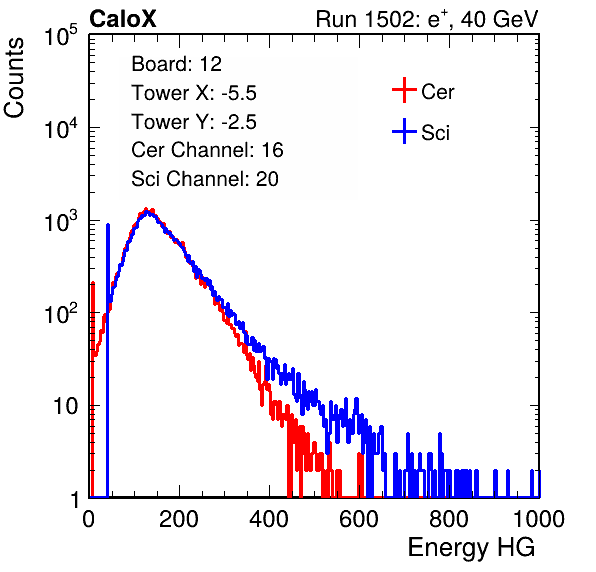 CaloX Run 1502: e⁺, 40 GeV
Counts
Board: 12
Tower X: -5.5
Tower Y: -2.5
Cer Channel: 16
Sci Channel: 20
Cer
Sci
10⁵
10⁴
10³
10²
10
1
0 200 400 600 800 1000
Energy HG